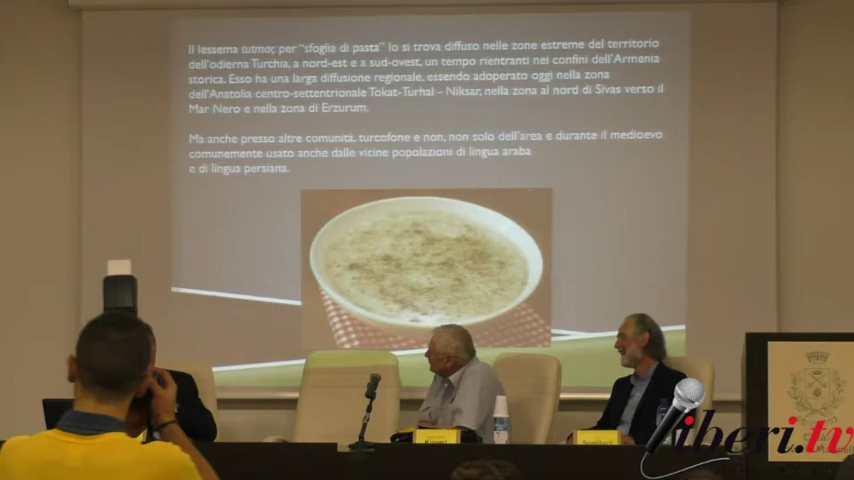 Il lessema tutmaç, per "sfoglia di pasta" lo si trova diffuso nelle zone estreme del territorio
dell'odierna Turchia, a nord-est e a sud-ovest, un tempo rientranti nei confini dell'Armenia
storica. Esso ha una larga diffusione regionale, essendo adoperato oggi nella zona
dell'Anatolia centro-settentrionale Tokat-Turhal - Niksar, nella zona al nord di Sivas verso il
Mar Nero e nella zona di Erzurum.
Ma anche presso altre comunità, turcofone e non, non solo dell'area e durante il medioevo
comunemente usato anche dalle vicine popolazioni di lingua araba
e di lingua persiana.
liberi.tv